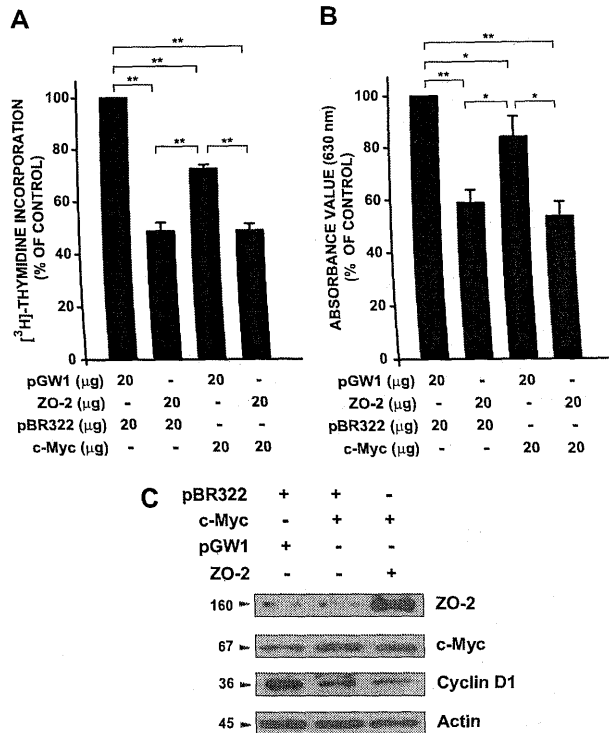 A
**
**
**
**
**
[³H]-THYMIDINE INCORPORATION
(% OF CONTROL)
100
80
60
40
20
0
pGW1 (µg) 20 - 20 -
ZO-2 (µg) - 20 - 20
pBR322 (µg) 20 20 - -
c-Myc (µg) - - 20 20
B
**
*
**
*
*
ABSORBANCE VALUE (630 nm)
(% OF CONTROL)
100
80
60
40
20
0
pGW1 (µg) 20 - 20 -
ZO-2 (µg) - 20 - 20
pBR322 (µg) 20 20 - -
c-Myc (µg) - - 20 20
C
pBR322 + + -
c-Myc - + +
pGW1 + - -
ZO-2 - - +
160 ZO-2
67 c-Myc
36 Cyclin D1
45 Actin